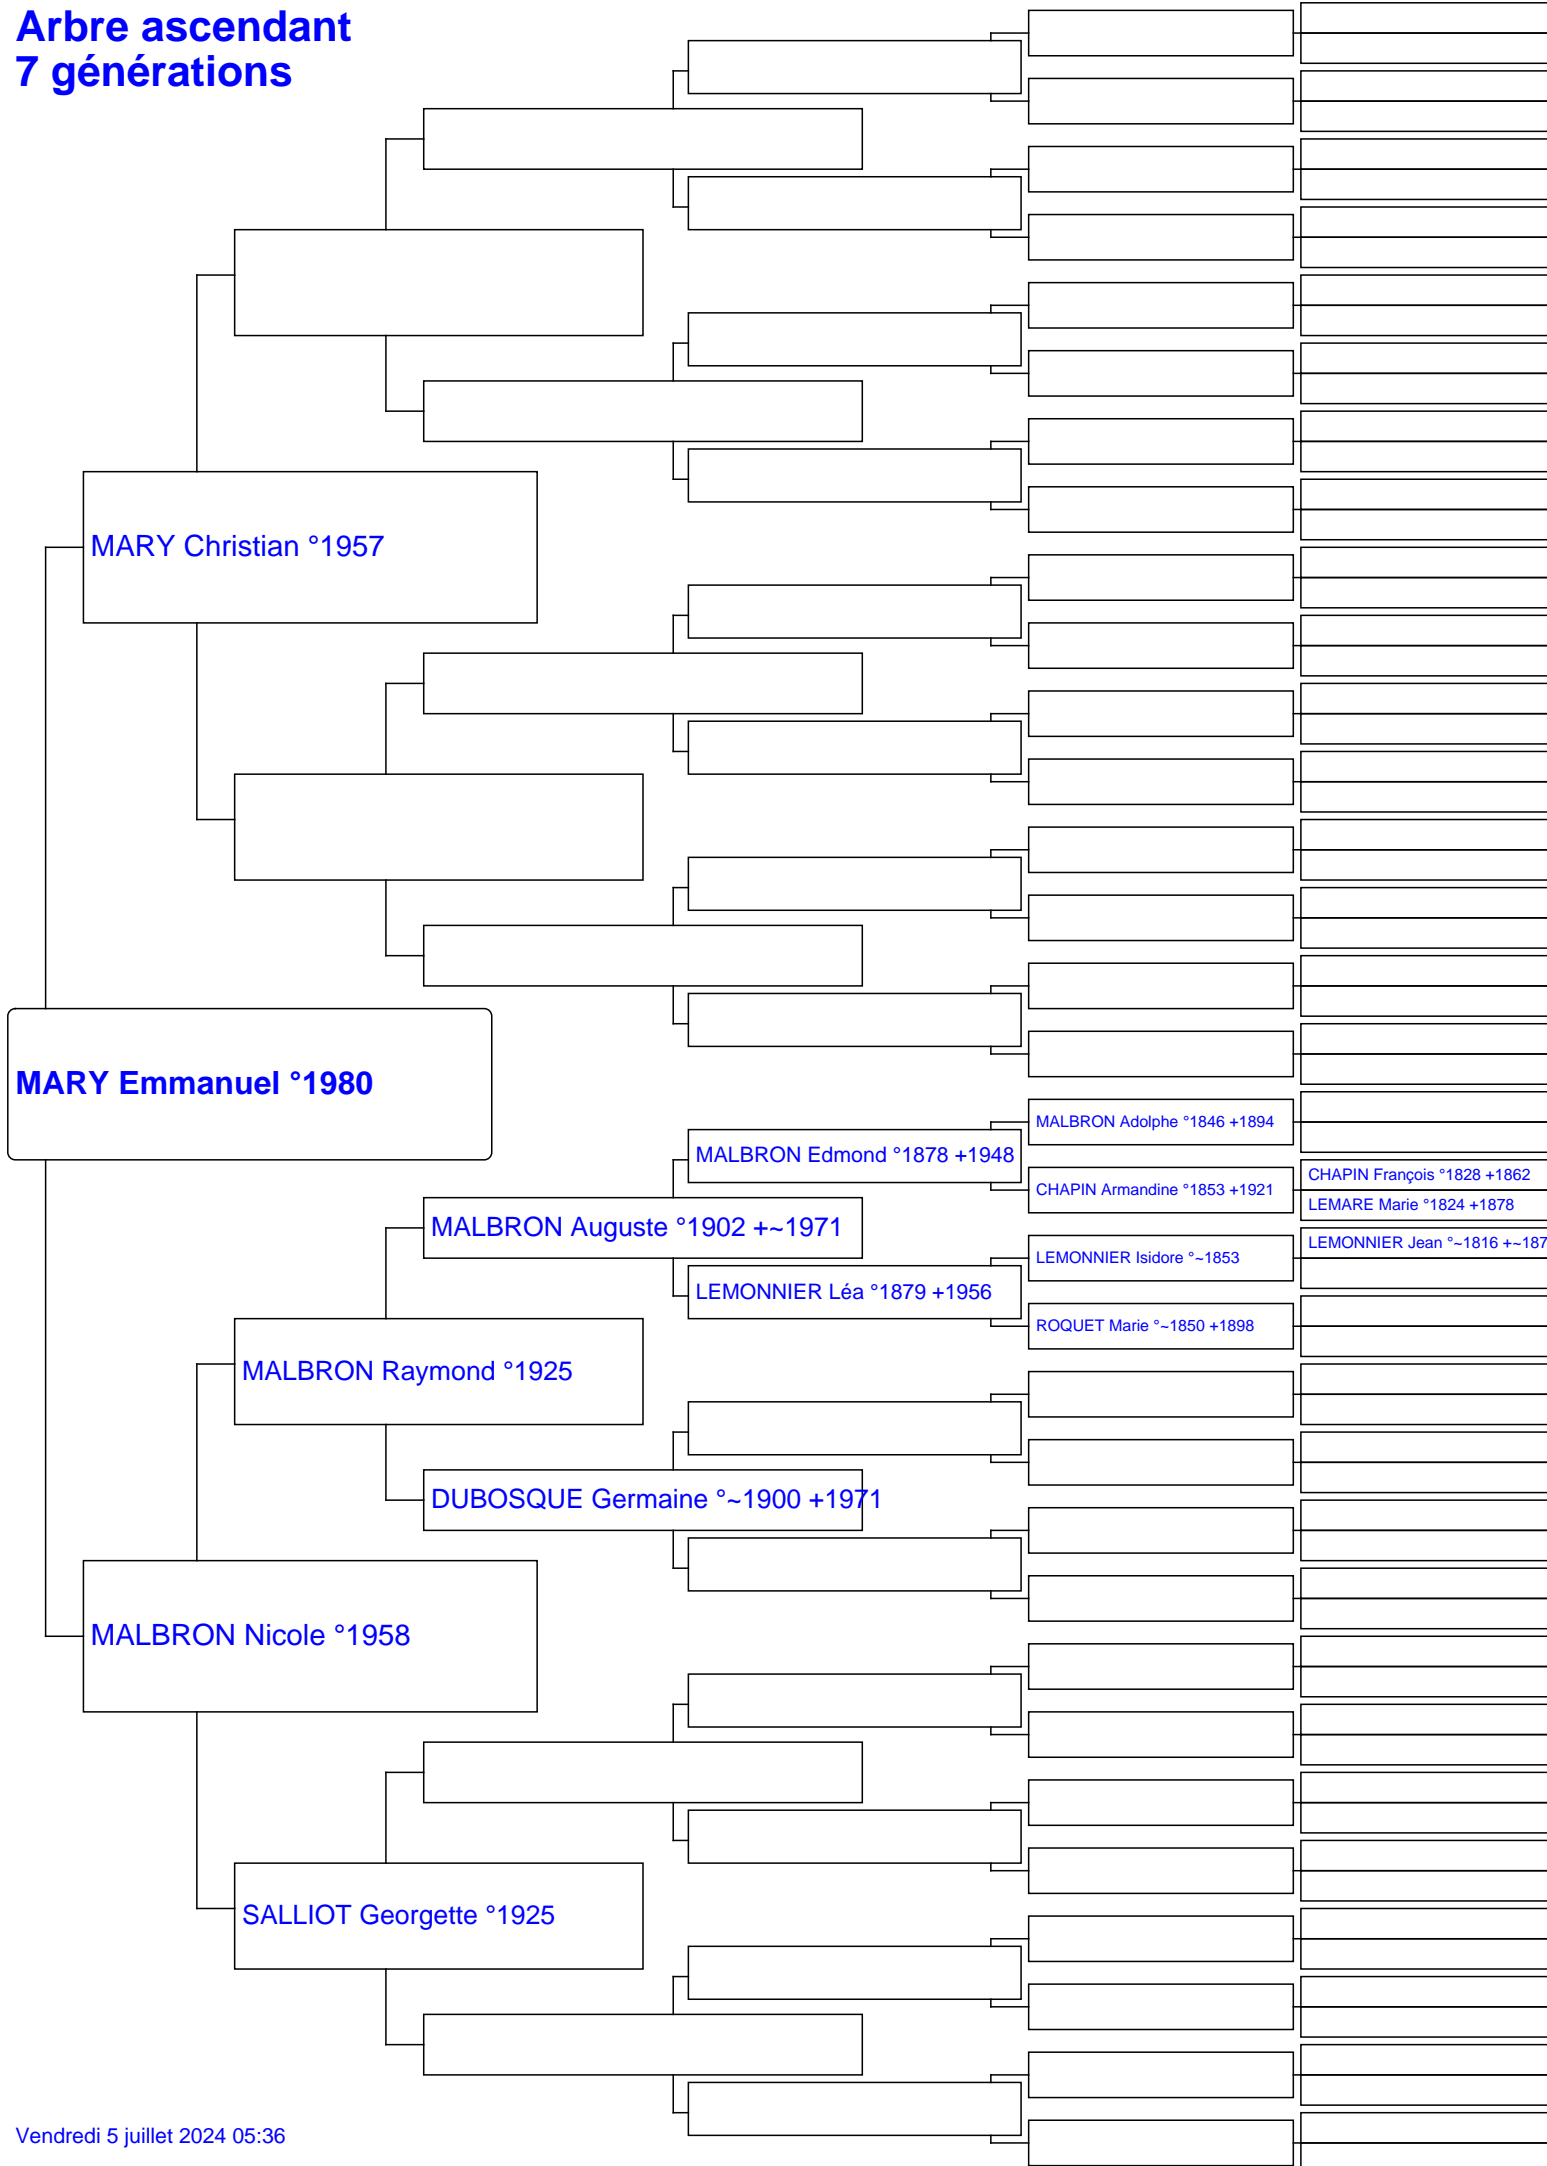 Arbre ascendant
7 générations
MARY Christian °1957
MARY Emmanuel °1980
MALBRON Adolphe °1846 +1894
MALBRON Edmond °1878 +1948
CHAPIN François °1828 +1862
CHAPIN Armandine °1853 +1921
LEMARE Marie °1824 +1878
MALBRON Auguste °1902 +~1971
LEMONNIER Jean °~1816 +~187
LEMONNIER Isidore °~1853
LEMONNIER Léa °1879 +1956
ROQUET Marie °~1850 +1898
MALBRON Raymond °1925
DUBOSQUE Germaine °~1900 +1971
MALBRON Nicole °1958
SALLIOT Georgette °1925
Vendredi 5 juillet 2024 05:36